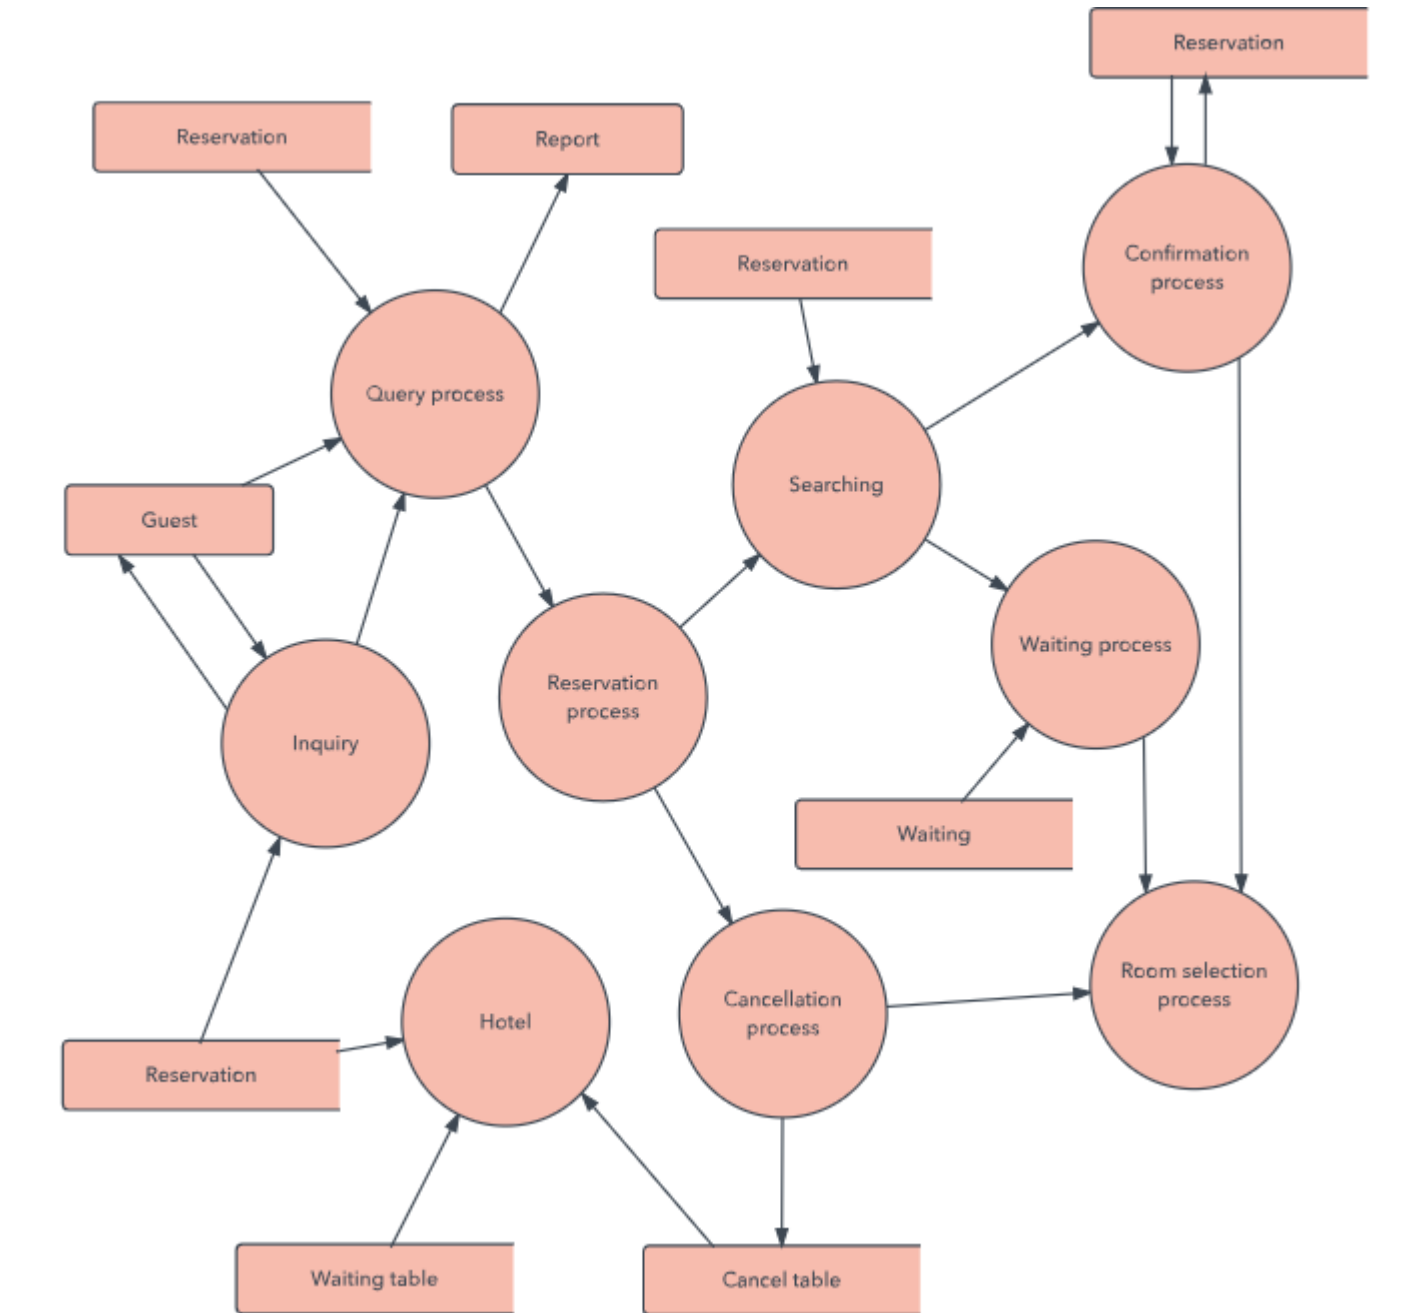 Reservation
Reservation
Report
Reservation
Confirmation
process
Query process
Searching
Guest
Waiting process
Reservation
process
Inquiry
Waiting
Room selection
process
Cancellation
process
Hotel
Reservation
Waiting table
Cancel table